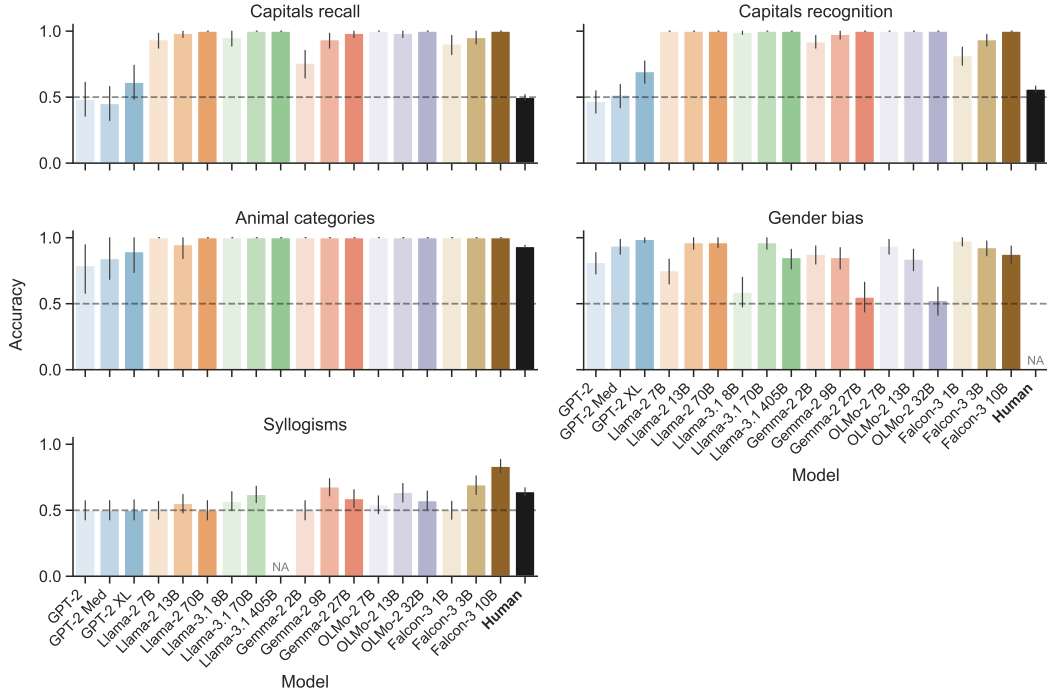 Capitals recall
1.0
0.5
0.0
Capitals recognition
Animal categories
1.0
0.5
0.0
Gender bias
NA
GPT-2
GPT-2 Med
GPT-2 XL
Llama-2 7B
Llama-2 13B
Llama-2 70B
Llama-3.1 8B
Llama-3.1 70B
Llama-3.1 405B
Gemma-2 2B
Gemma-2 9B
Gemma-2 27B
OLMo-2 7B
OLMo-2 13B
OLMo-2 32B
Falcon-3 1B
Falcon-3 3B
Falcon-3 10B
Human
Model
Accuracy
Syllogisms
1.0
0.5
0.0
NA
GPT-2
GPT-2 Med
GPT-2 XL
Llama-2 7B
Llama-2 13B
Llama-2 70B
Llama-3.1 8B
Llama-3.1 70B
Llama-3.1 405B
Gemma-2 2B
Gemma-2 9B
Gemma-2 27B
OLMo-2 7B
OLMo-2 13B
OLMo-2 32B
Falcon-3 1B
Falcon-3 3B
Falcon-3 10B
Human
Model